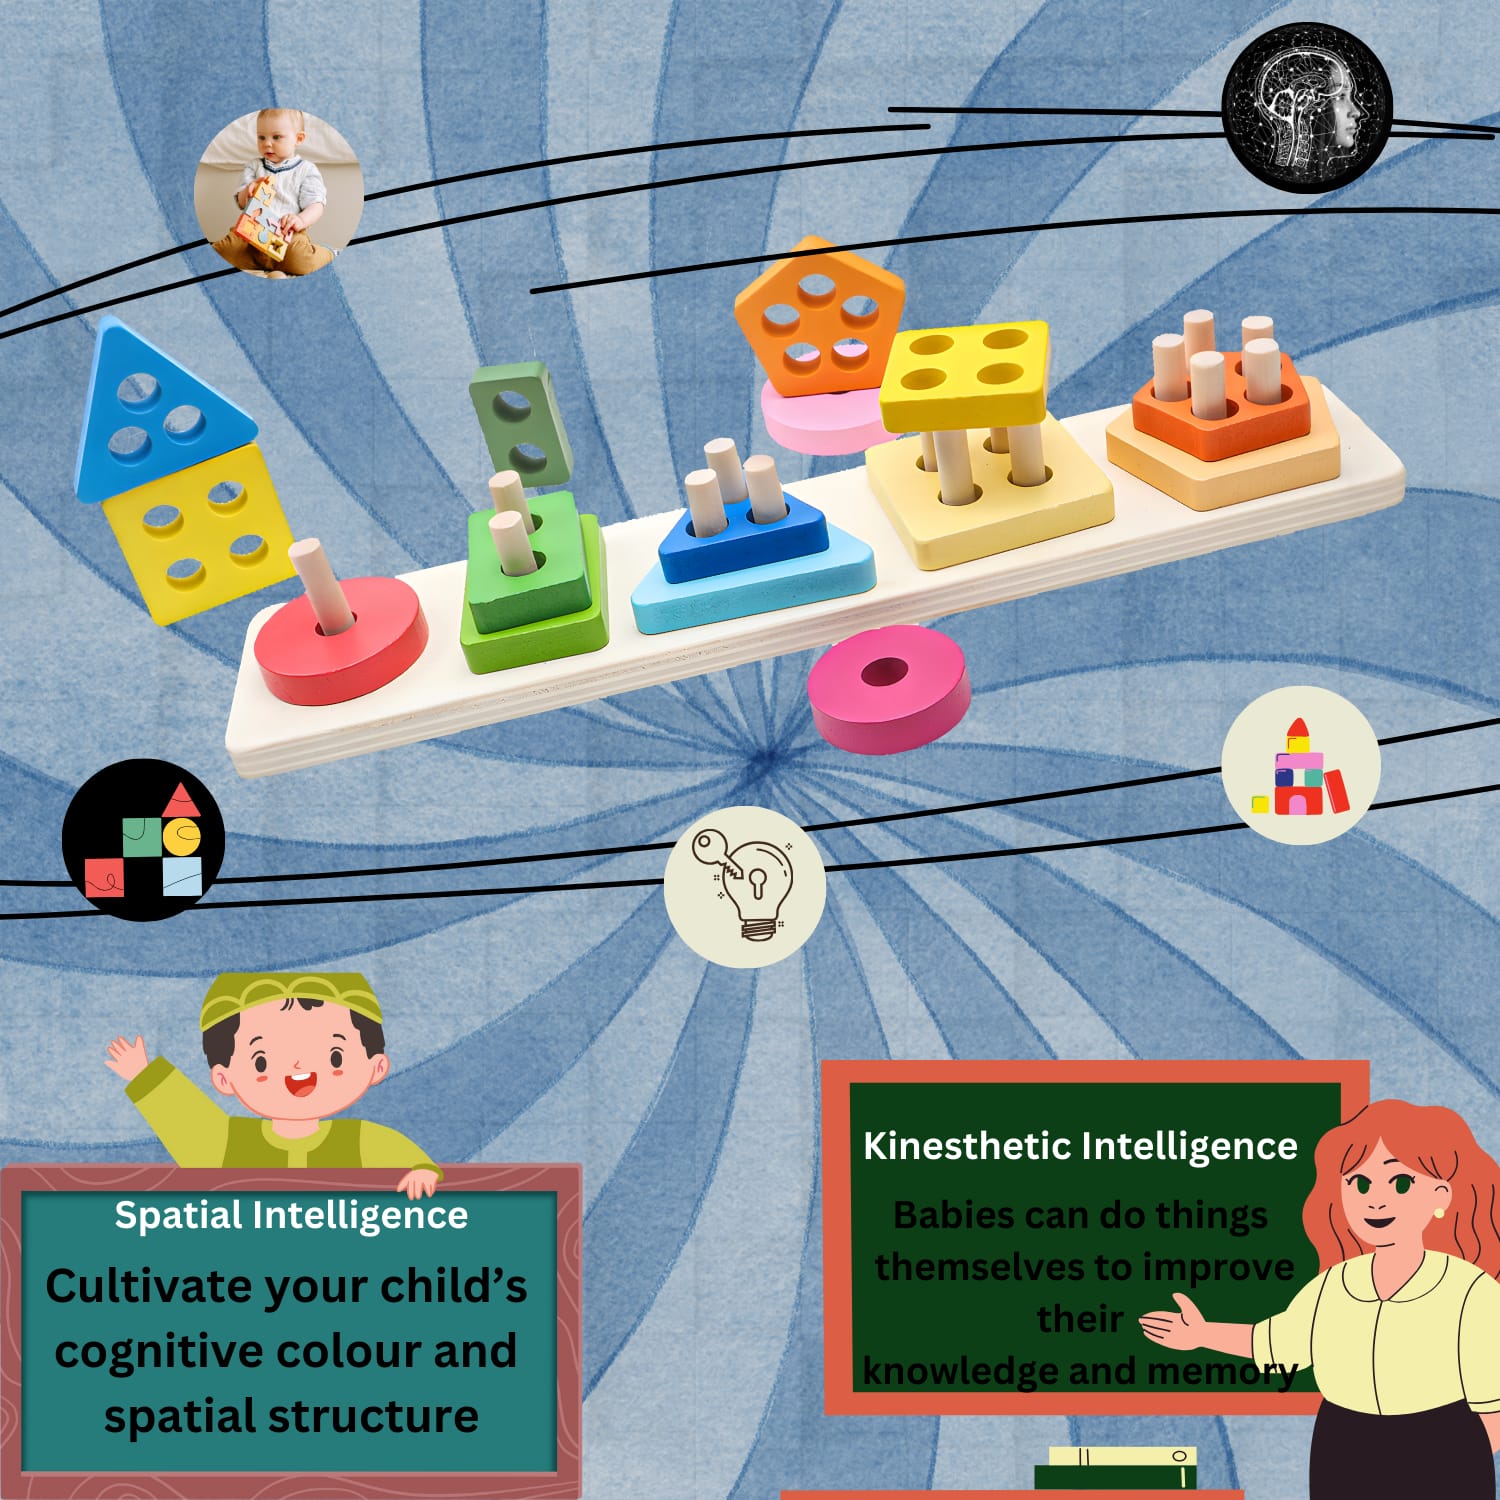 Spatial Intelligence
Cultivate your child’s
cognitive colour and
spatial structure
Kinesthetic Intelligence
Babies can do things
themselves to improve
their
knowledge and memory